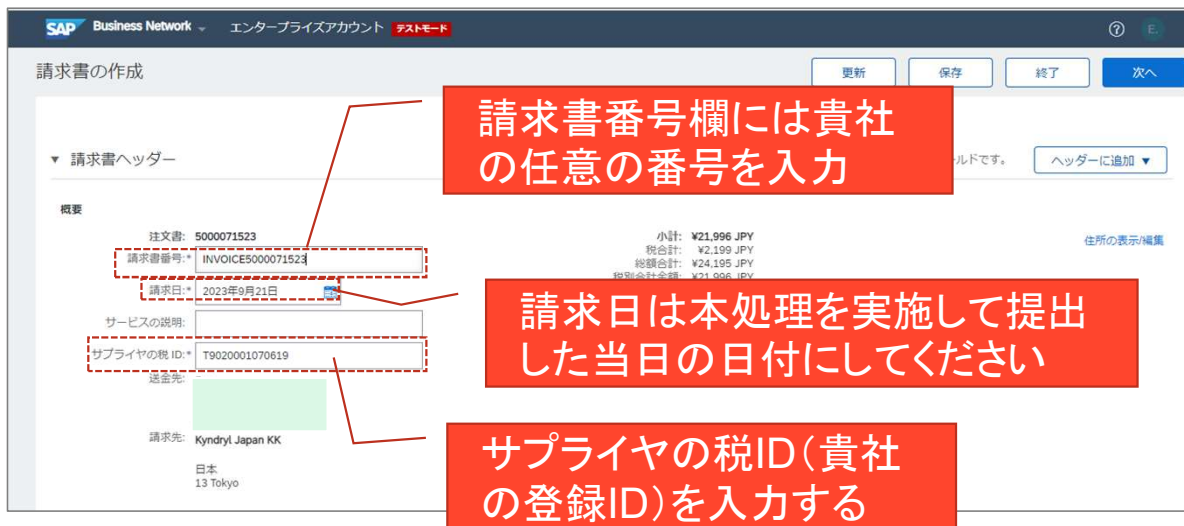 SAP Business Network エンタープライズアカウント テストモード E.
請求書の作成 更新 保存 終了 次へ
請求書番号欄には貴社
の任意の番号を入力
▼ 請求書ヘッダー ルドです。 ヘッダーに追加 ▼
概要
注文書: 5000071523
請求書番号:* INVOICE5000071523
請求日:* 2023年9月21日
サービスの説明:
サプライヤの税 ID:* T9020001070619
送金先: -
請求先: Kyndryl Japan KK
日本
13 Tokyo
小計: ¥21,996 JPY
税合計: ¥2,199 JPY
総額合計: ¥24,195 JPY
税別合計金額: ¥21,996 JPY
住所の表示/編集
請求日は本処理を実施して提出
した当日の日付にしてください
サプライヤの税ID（貴社
の登録ID）を入力する